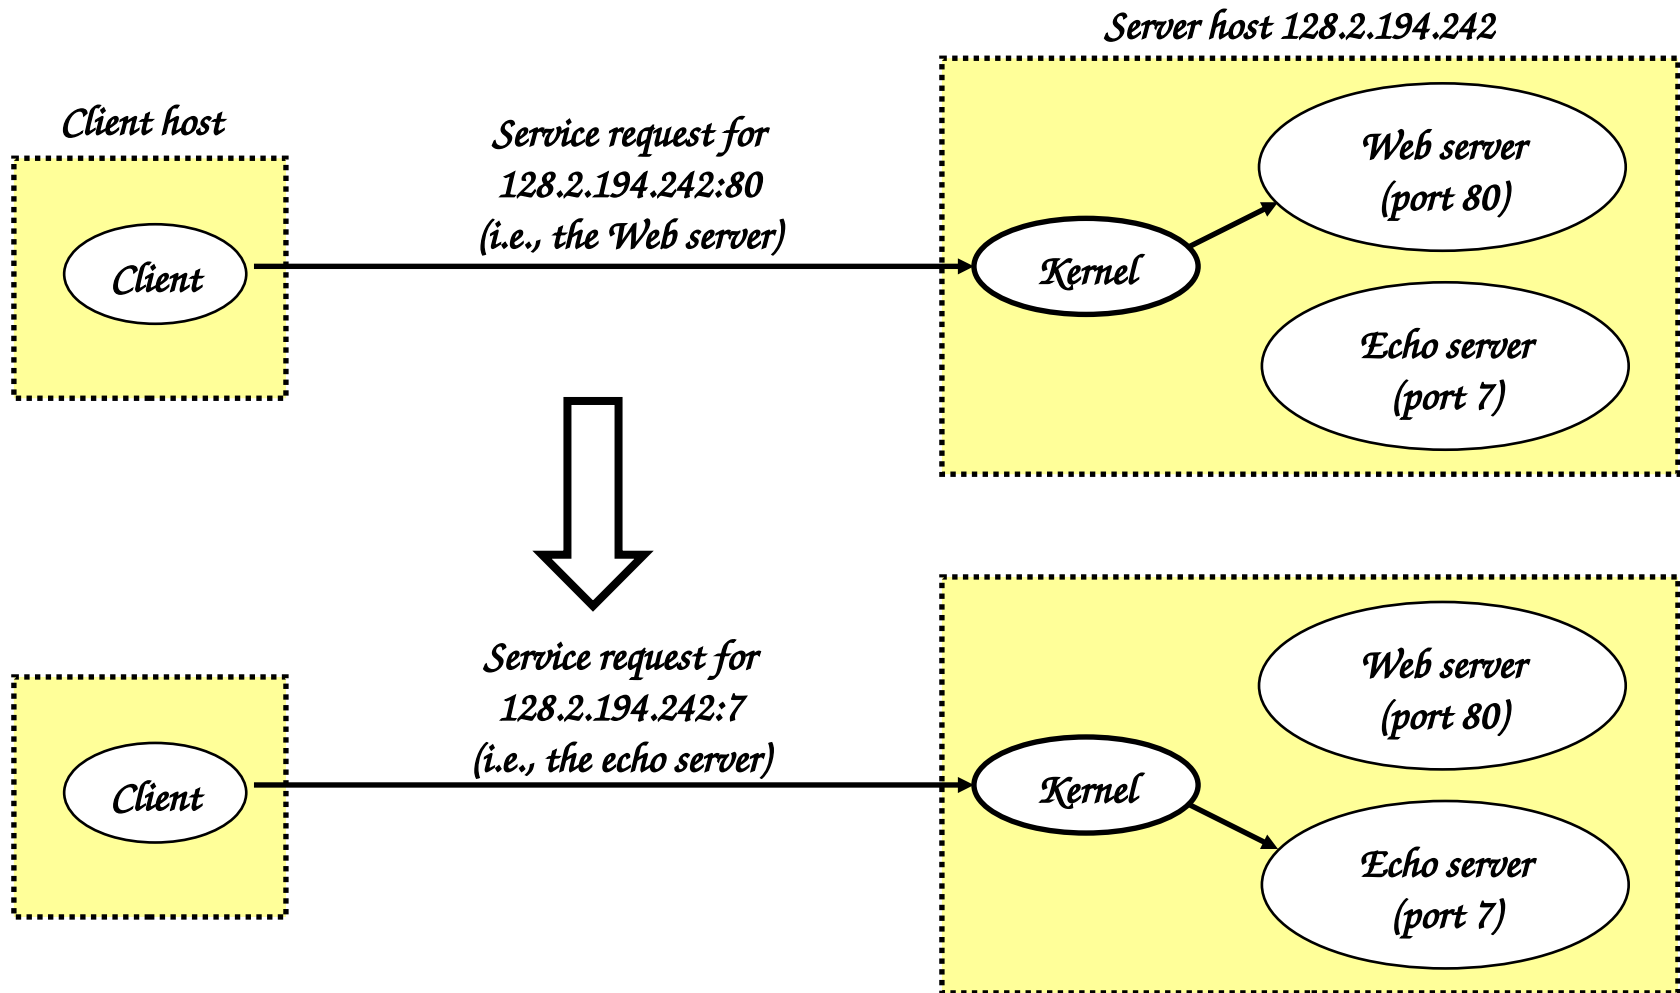 Server host 128.2.194.242
Client host
Service request for
128.2.194.242:80
(i.e., the Web server)
Client
Kernel
Web server
(port 80)
Echo server
(port 7)
Service request for
128.2.194.242:7
(i.e., the echo server)
Client
Kernel
Web server
(port 80)
Echo server
(port 7)